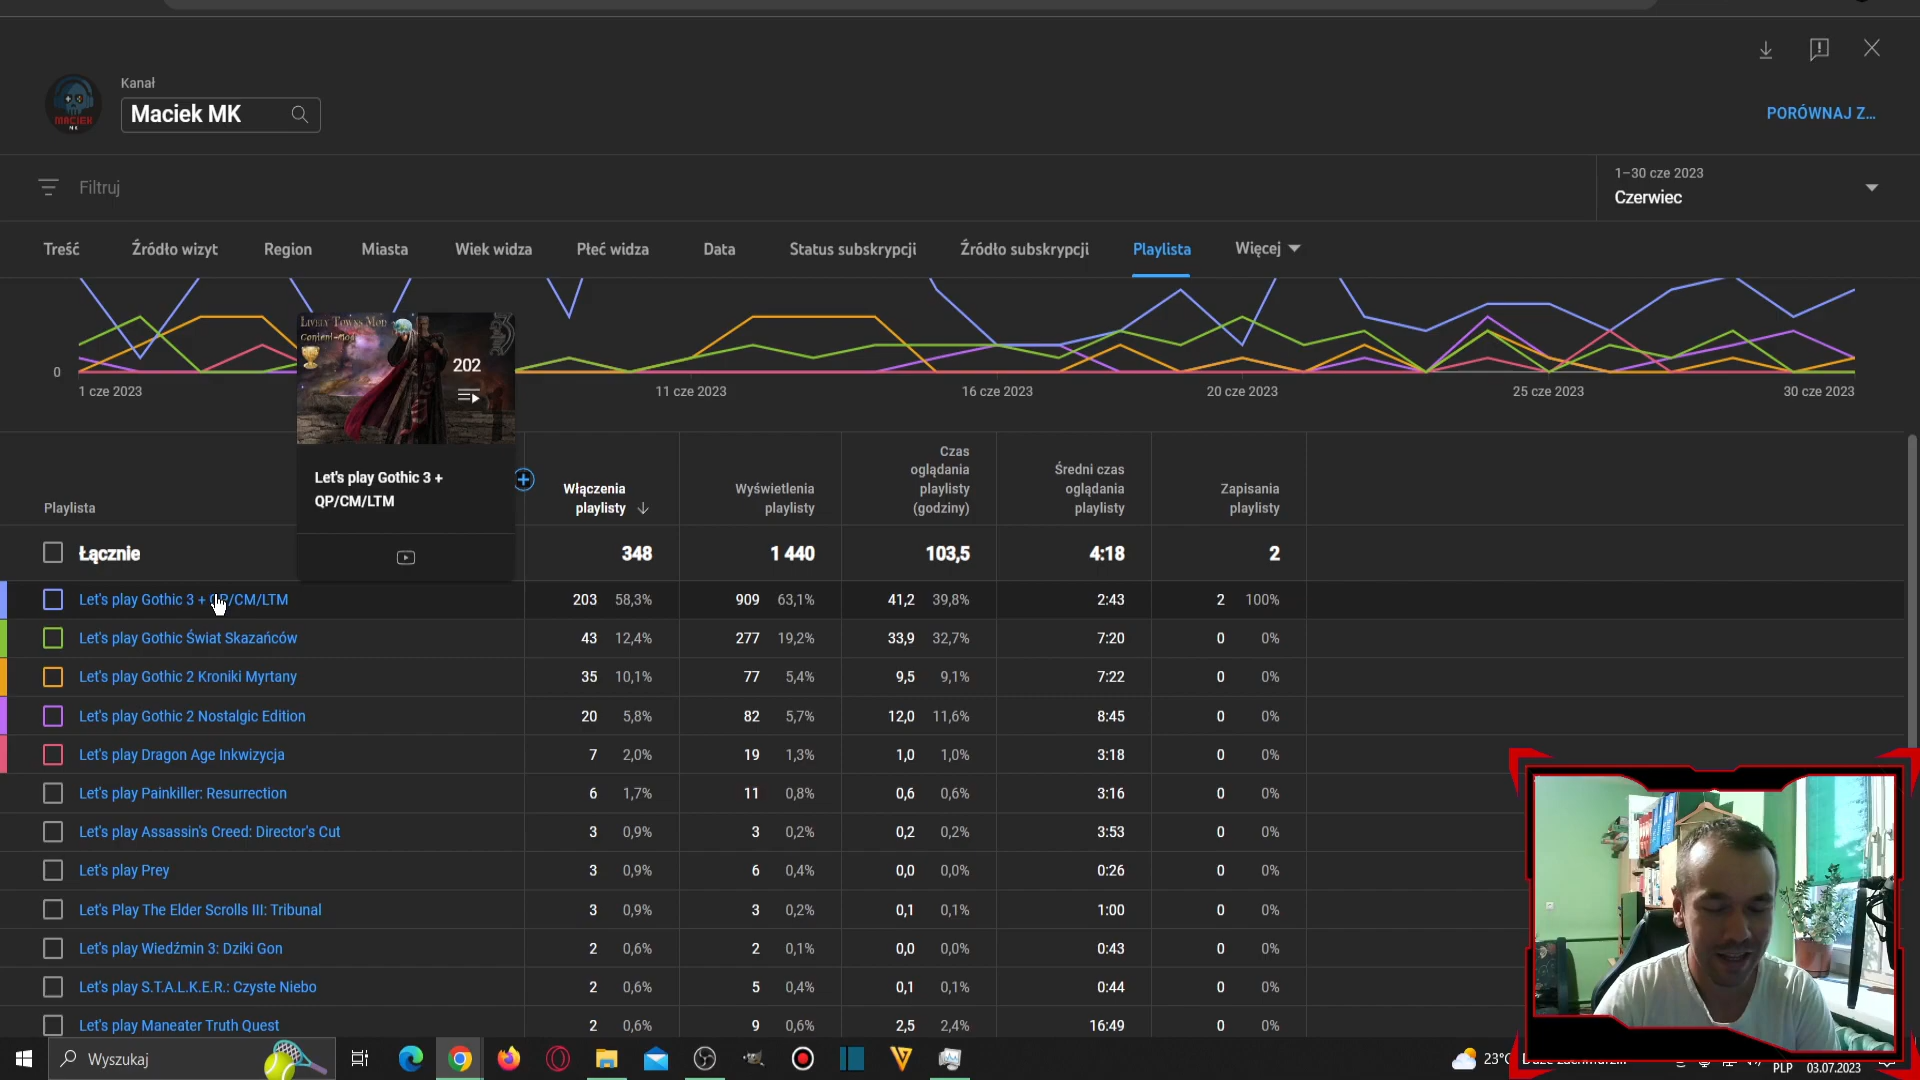 Kanał
Maciek MK
MACIEK
MK
PORÓWNAJ Z...
Filtruj
1–30 cze 2023
Czerwiec
Treść Źródło wizyt Region Miasta Wiek widza Płeć widza Data Status subskrypcji Źródło subskrypcji Playlista Więcej
0
1 cze 2023 11 cze 2023 16 cze 2023 20 cze 2023 25 cze 2023 30 cze 2023
Lively Towns Mod
Content-Mod
202
Let's play Gothic 3 +
QP/CM/LTM
Playlista
Włączenia
playlisty
Wyświetlenia
playlisty
Czas
oglądania
playlisty
(godziny)
Średni czas
oglądania
playlisty
Zapisania
playlisty
Łącznie 348 1 440 103,5 4:18 2
Let's play Gothic 3 + QP/CM/LTM 203 58,3% 909 63,1% 41,2 39,8% 2:43 2 100%
Let's play Gothic Świat Skazańców 43 12,4% 277 19,2% 33,9 32,7% 7:20 0 0%
Let's play Gothic 2 Kroniki Myrtany 35 10,1% 77 5,4% 9,5 9,1% 7:22 0 0%
Let's play Gothic 2 Nostalgic Edition 20 5,8% 82 5,7% 12,0 11,6% 8:45 0 0%
Let's play Dragon Age Inkwizycja 7 2,0% 19 1,3% 1,0 1,0% 3:18 0 0%
Let's play Painkiller: Resurrection 6 1,7% 11 0,8% 0,6 0,6% 3:16 0 0%
Let's play Assassin's Creed: Director's Cut 3 0,9% 3 0,2% 0,2 0,2% 3:53 0 0%
Let's play Prey 3 0,9% 6 0,4% 0,0 0,0% 0:26 0 0%
Let's Play The Elder Scrolls III: Tribunal 3 0,9% 3 0,2% 0,1 0,1% 1:00 0 0%
Let's play Wiedźmin 3: Dziki Gon 2 0,6% 2 0,1% 0,0 0,0% 0:43 0 0%
Let's play S.T.A.L.K.E.R.: Czyste Niebo 2 0,6% 5 0,4% 0,1 0,1% 0:44 0 0%
Let's play Maneater Truth Quest 2 0,6% 9 0,6% 2,5 2,4% 16:49 0 0%
Wyszukaj
23°C
PLP 03.07.2023